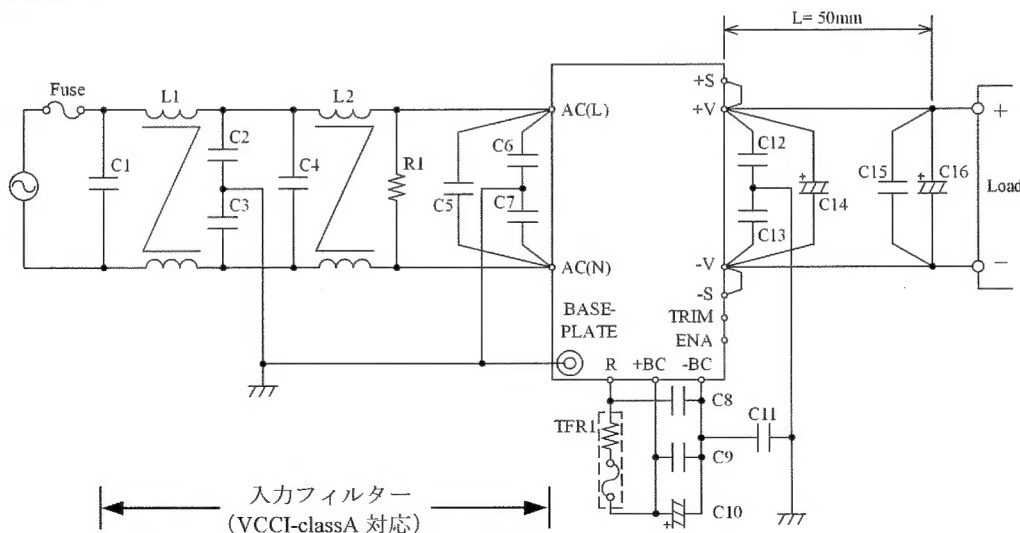 L= 50mm
Fuse
L1
L2
+S
+V
AC(L)
C1
C2
C3
C4
R1
C5
C6
C7
C12
C13
C14
C15
C16
+
+
+
Load
−
AC(N)
-V
-S
BASE-
PLATE
TRIM
ENA
R
+BC
-BC
C8
TFR1
C11
C9
C10
+
入力フィルター
(VCCI-classA 対応)